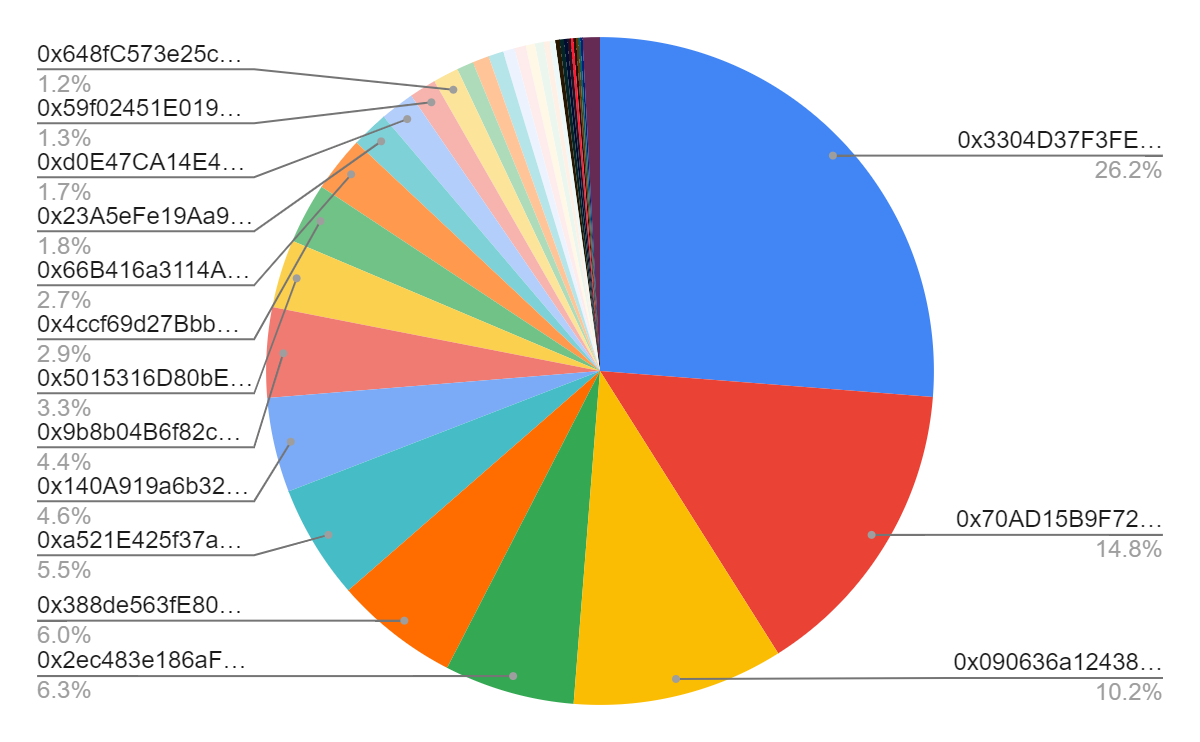 0x648fC573e25c…
1.2%
0x59f02451E019…
1.3%
0xd0E47CA14E4…
1.7%
0x23A5eFe19Aa9…
1.8%
0x66B416a3114A…
2.7%
0x4ccf69d27Bbb…
2.9%
0x5015316D80bE…
3.3%
0x9b8b04B6f82c…
4.4%
0x140A919a6b32…
4.6%
0xa521E425f37a…
5.5%
0x388de563fE80…
6.0%
0x2ec483e186aF…
6.3%
0x3304D37F3FE…
26.2%
0x70AD15B9F72…
14.8%
0x090636a12438…
10.2%